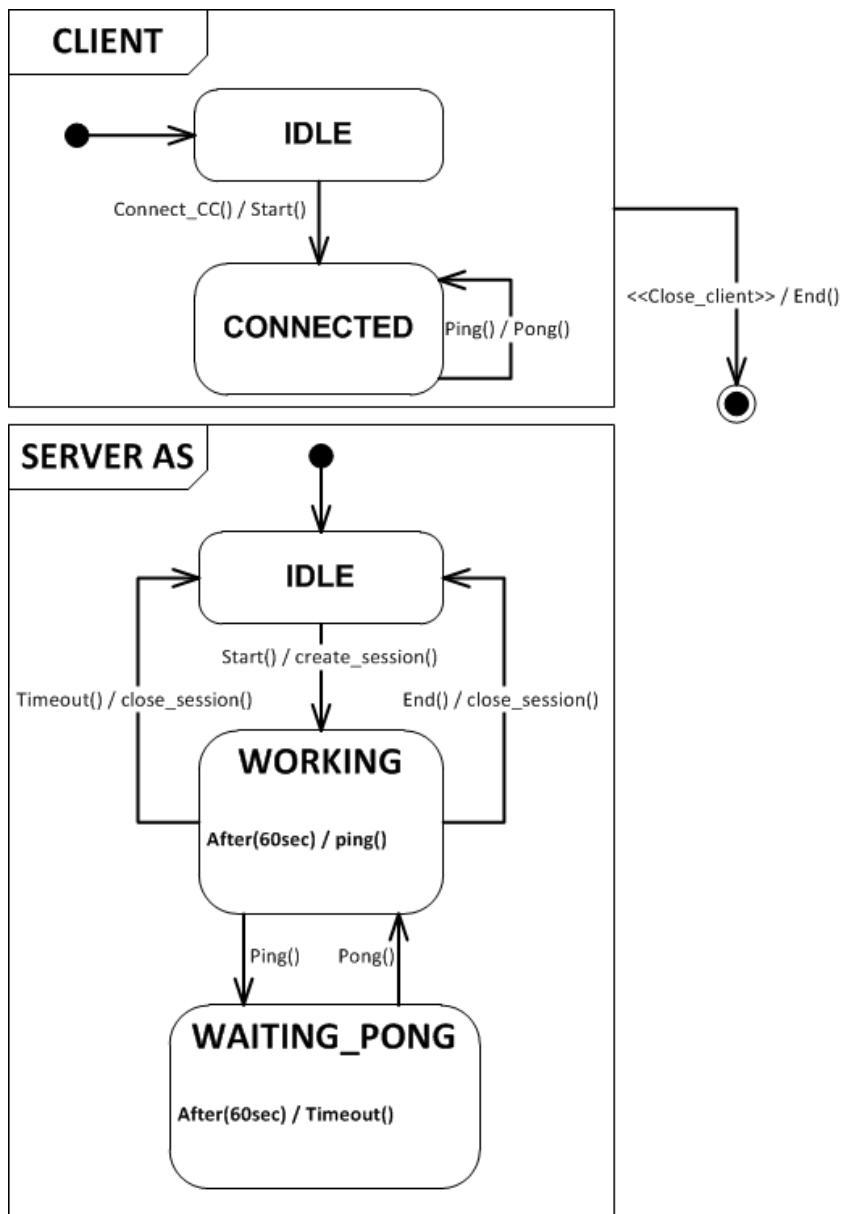 CLIENT
IDLE
Connect_CC() / Start()
<<Close_client>> / End()
CONNECTED
Ping() / Pong()
SERVER AS
IDLE
Start() / create_session()
Timeout() / close_session()
End() / close_session()
WORKING
After(60sec) / ping()
Ping()
Pong()
WAITING_PONG
After(60sec) / Timeout()